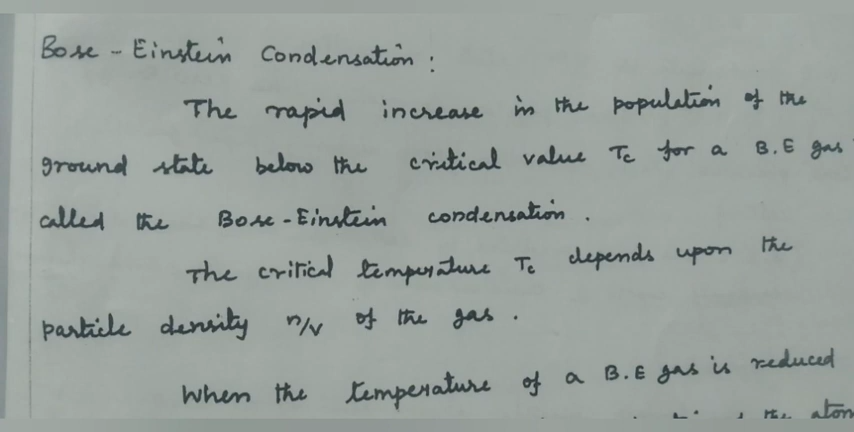 Bose - Einstein Condensation :
The rapid increase in the population of the
ground state below the critical value Tc for a B.E gas
called the Bose - Einstein condensation .
The critical temperature Tc depends upon the
particle density n/v of the gas .
When the temperature of a B.E gas is reduced
the atom